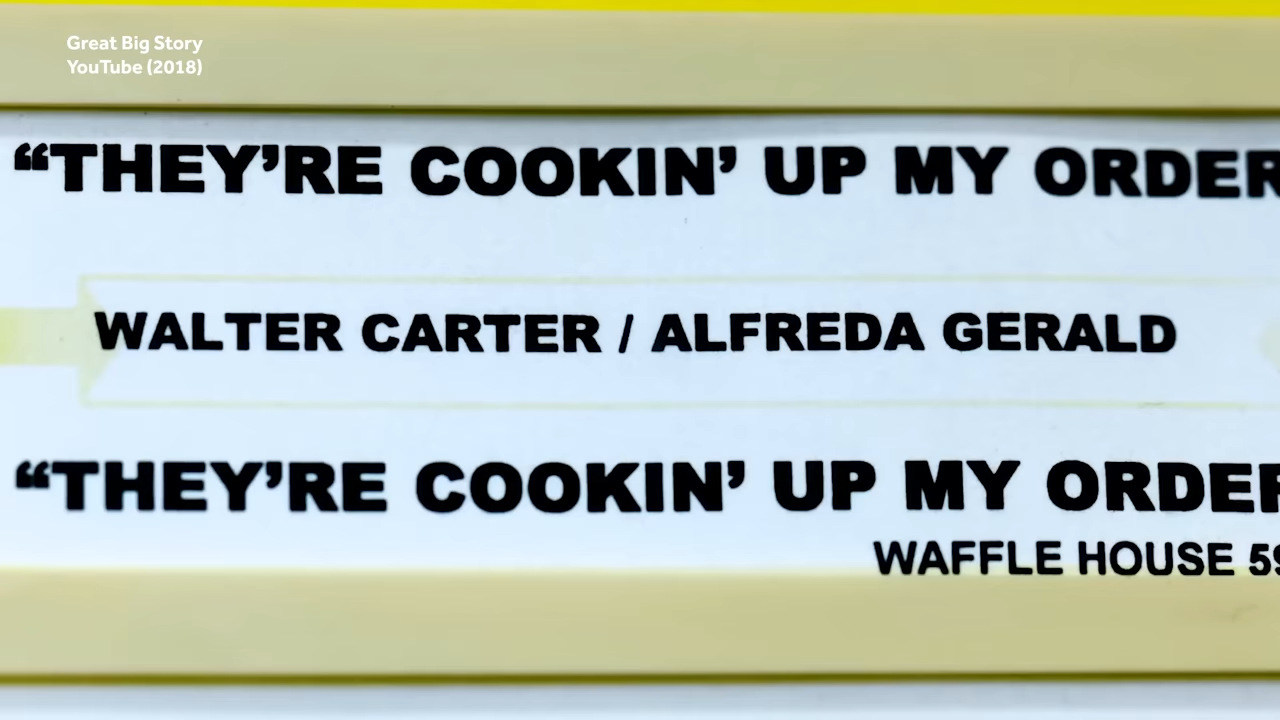 Great Big Story
YouTube (2018)
“THEY’RE COOKIN’ UP MY ORDER
WALTER CARTER / ALFREDA GERALD
“THEY’RE COOKIN’ UP MY ORDER
WAFFLE HOUSE 59